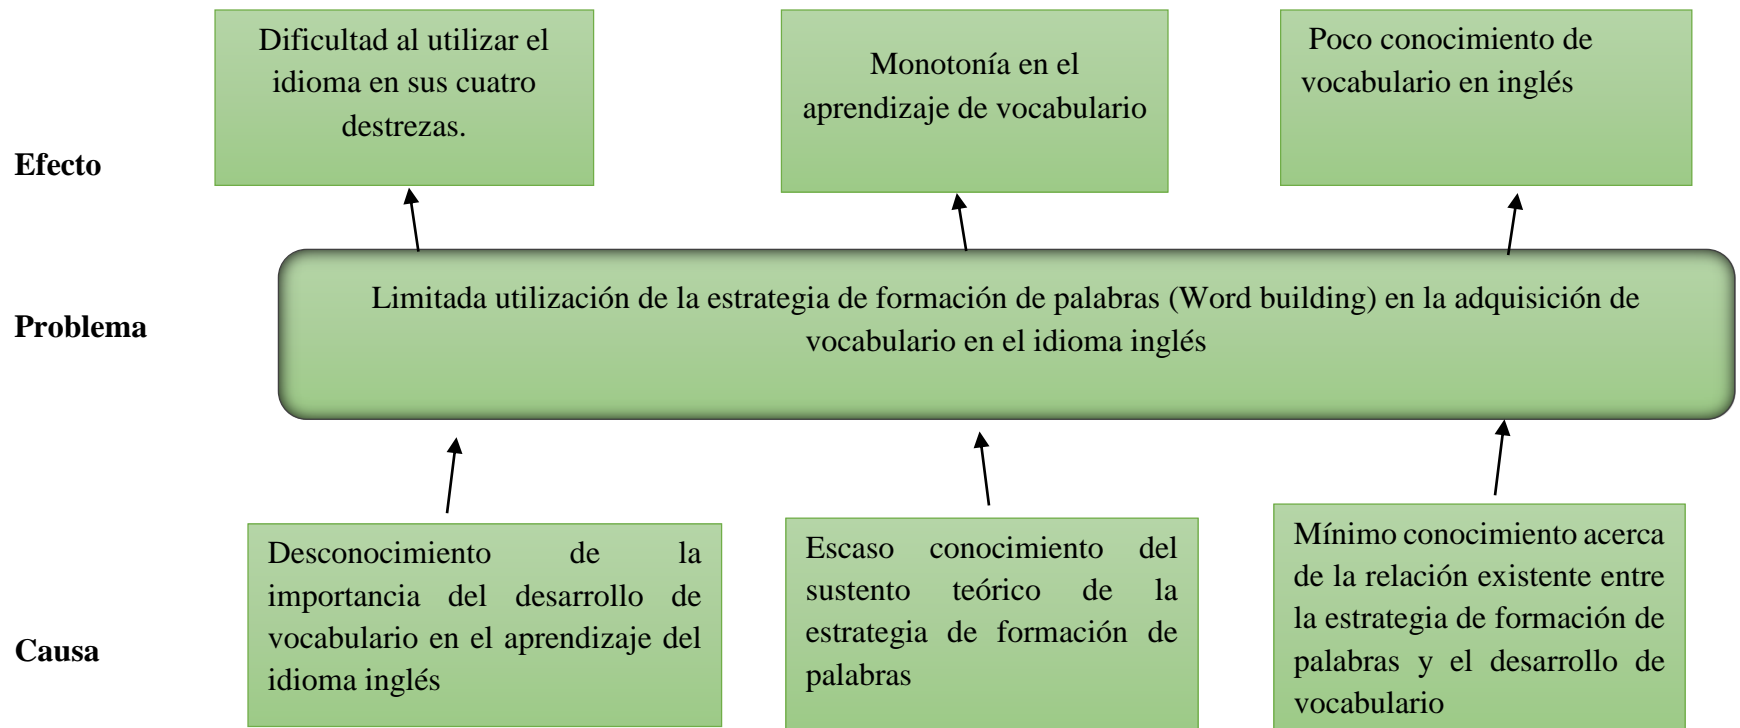 Dificultad al utilizar el
idioma en sus cuatro
destrezas.
Monotonía en el
aprendizaje de vocabulario
Poco conocimiento de
vocabulario en inglés
Efecto
Problema
Limitada utilización de la estrategia de formación de palabras (Word building) en la adquisición de
vocabulario en el idioma inglés
Causa
Desconocimiento de la
importancia del desarrollo de
vocabulario en el aprendizaje del
idioma inglés
Escaso conocimiento del
sustento teórico de la
estrategia de formación de
palabras
Mínimo conocimiento acerca
de la relación existente entre
la estrategia de formación de
palabras y el desarrollo de
vocabulario